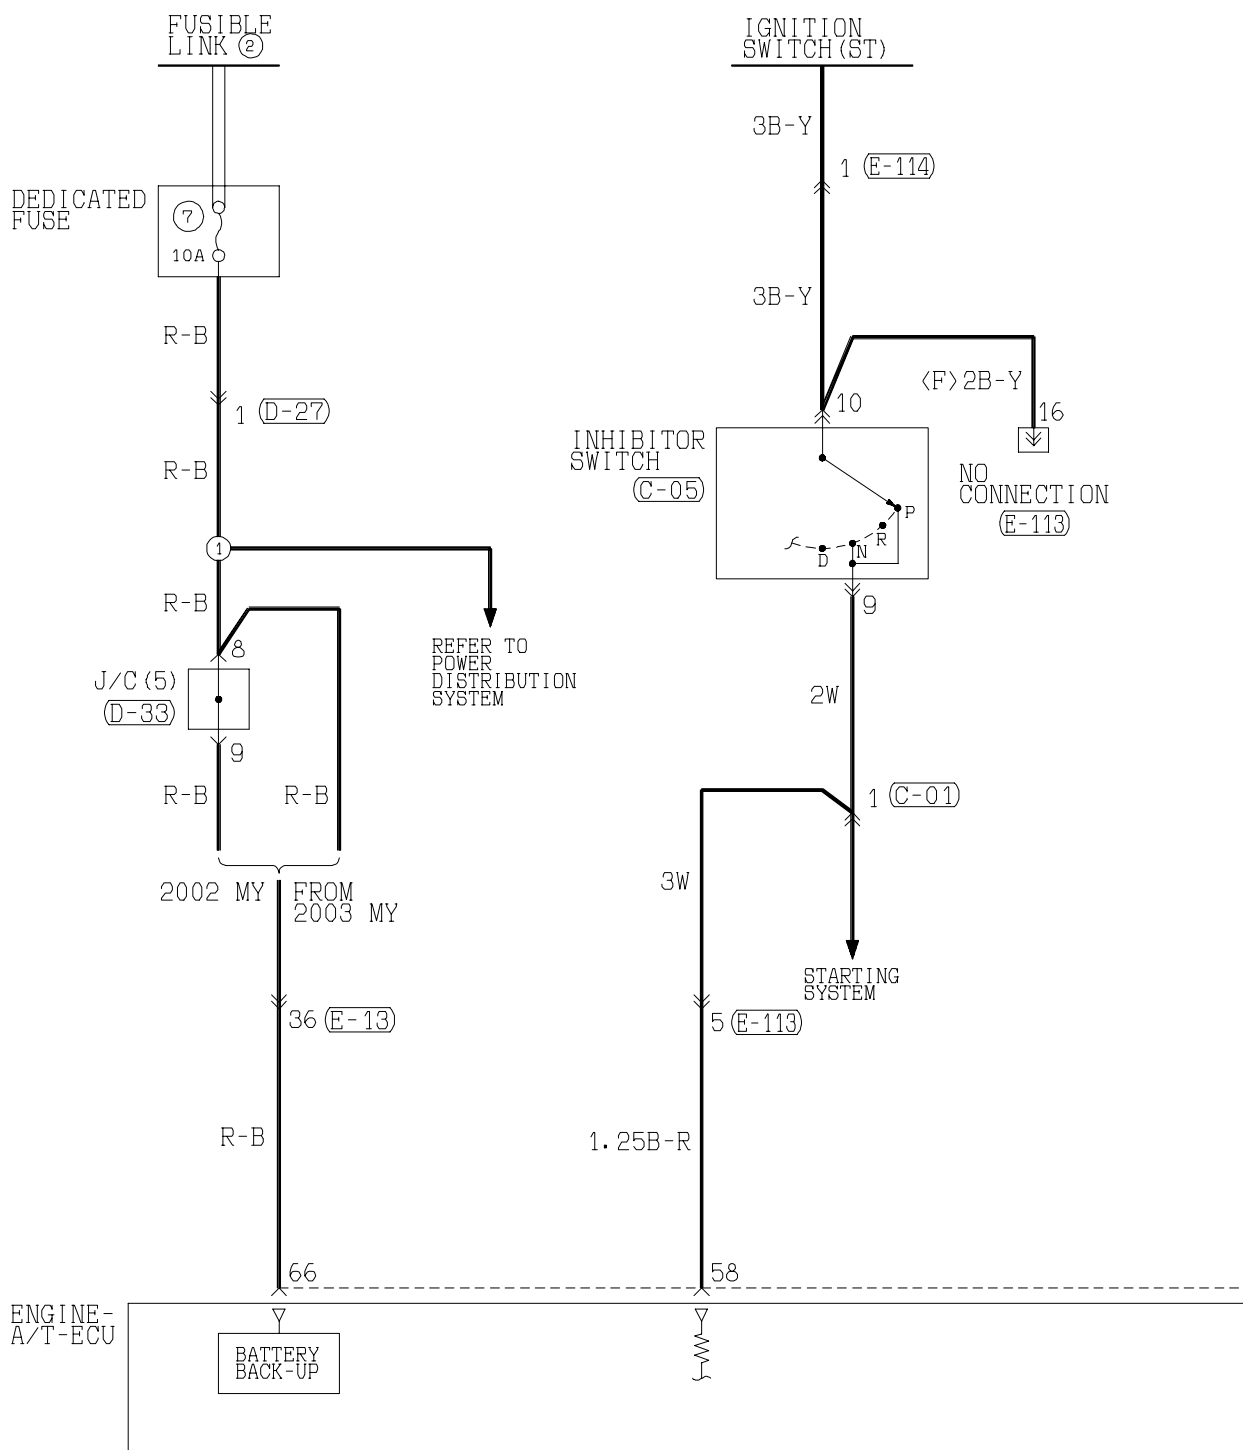 FUSIBLE
LINK ②
IGNITION
SWITCH(ST)
3B-Y
1 (E-114)
DEDICATED
FUSE
⑦
10A
3B-Y
R-B
〈F〉2B-Y
1 (D-27)
10
16
INHIBITOR
SWITCH
(C-05)
R-B
NO
CONNECTION
(E-113)
P
R
N
D
①
R-B
9
8
REFER TO
POWER
DISTRIBUTION
SYSTEM
J/C(5)
(D-33)
2W
9
R-B
R-B
1 (C-01)
2002 MY
FROM
2003 MY
3W
STARTING
SYSTEM
36 (E-13)
5 (E-113)
R-B
1.25B-R
66
58
ENGINE-
A/T-ECU
BATTERY
BACK-UP